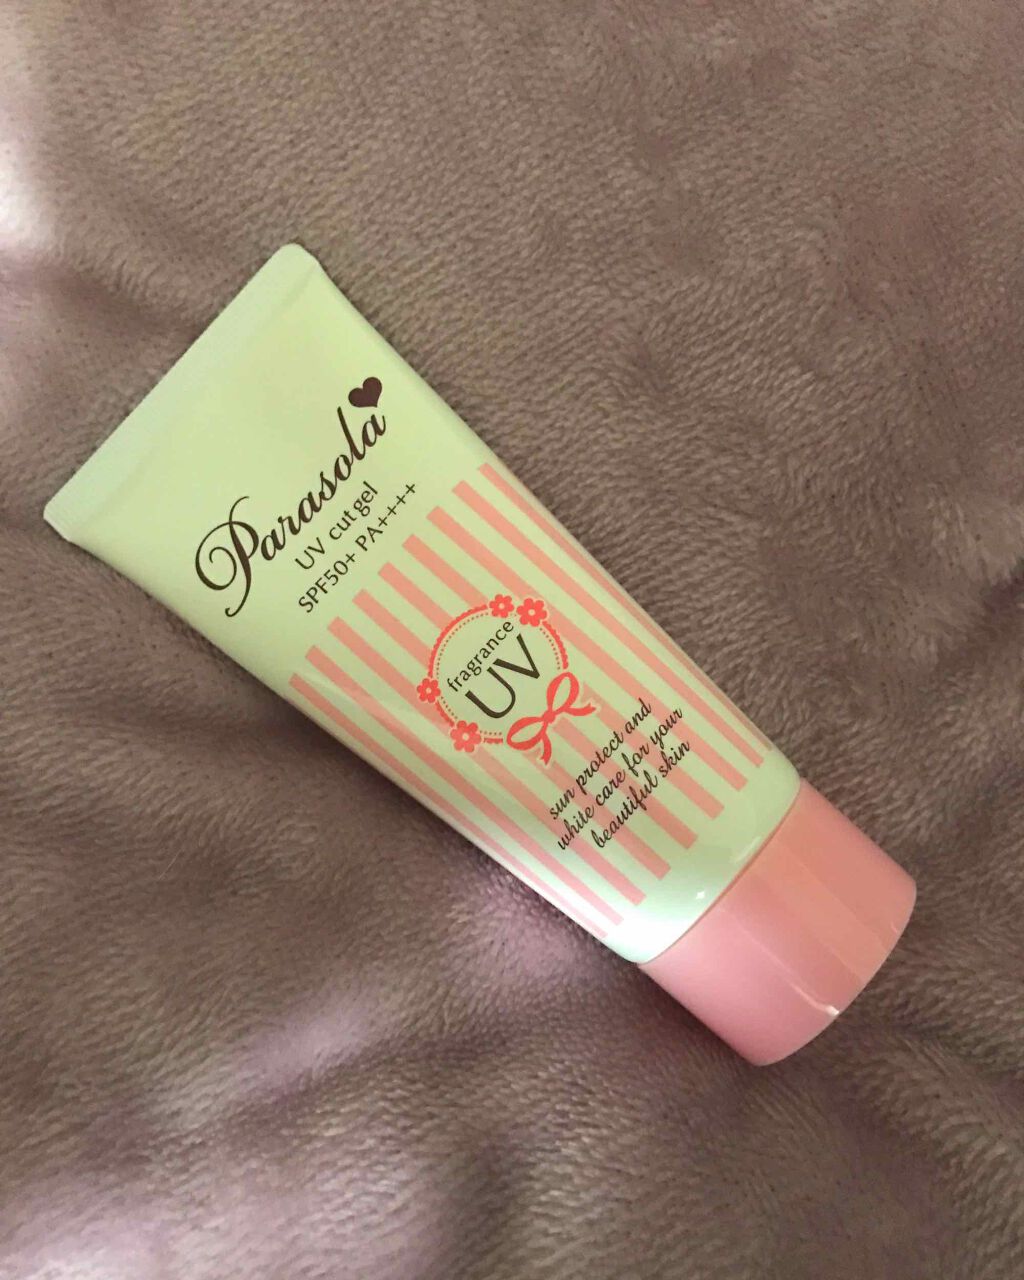 Parasola
UV cut gel
SPF50+ PA++++
fragrance
UV
sun protect and
white care for your
beautiful skin